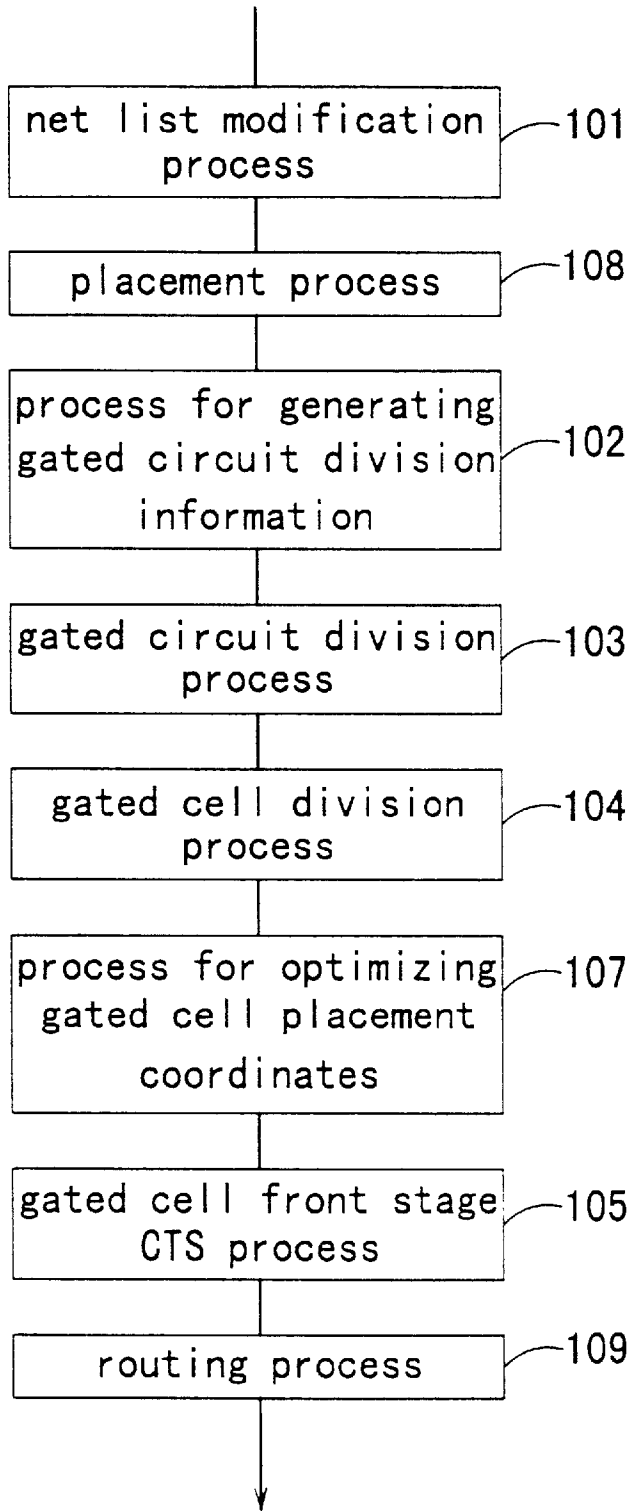 net list modification
process
101
placement process
108
process for generating
gated circuit division
information
102
gated circuit division
process
103
gated cell division
process
104
process for optimizing
gated cell placement
coordinates
107
gated cell front stage
CTS process
105
routing process
109